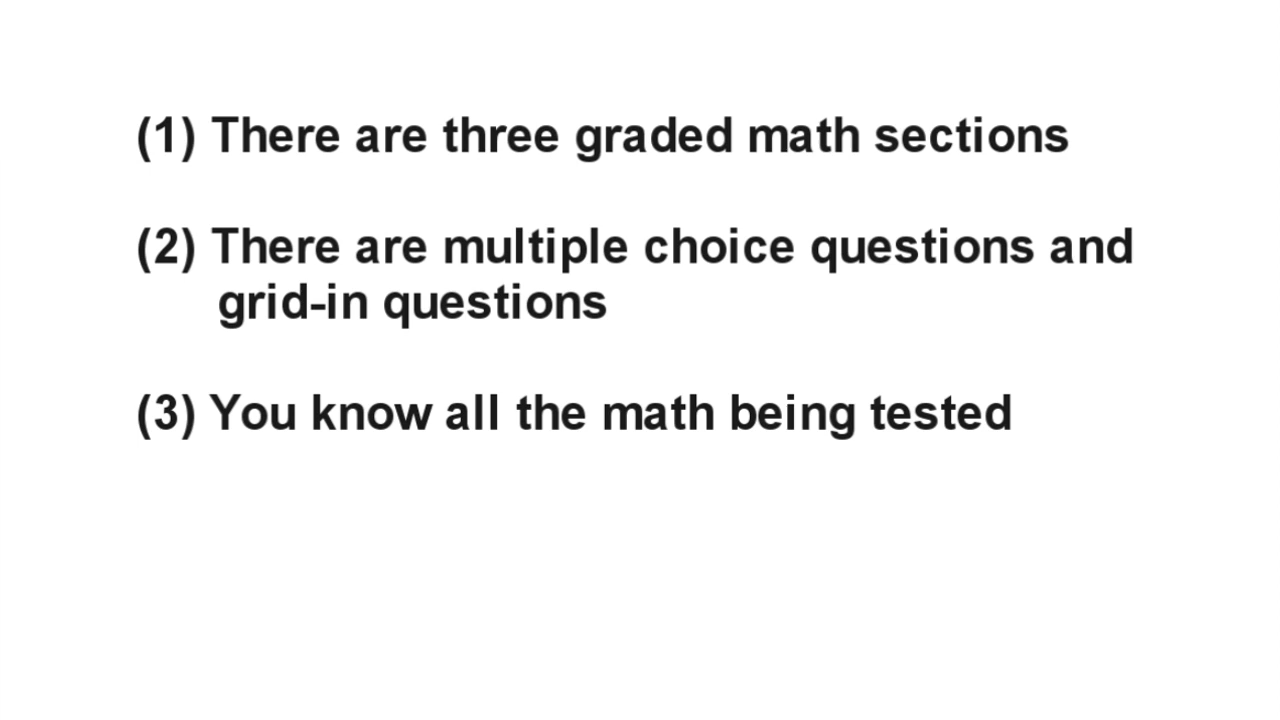 (1) There are three graded math sections
(2) There are multiple choice questions and
grid-in questions
(3) You know all the math being tested